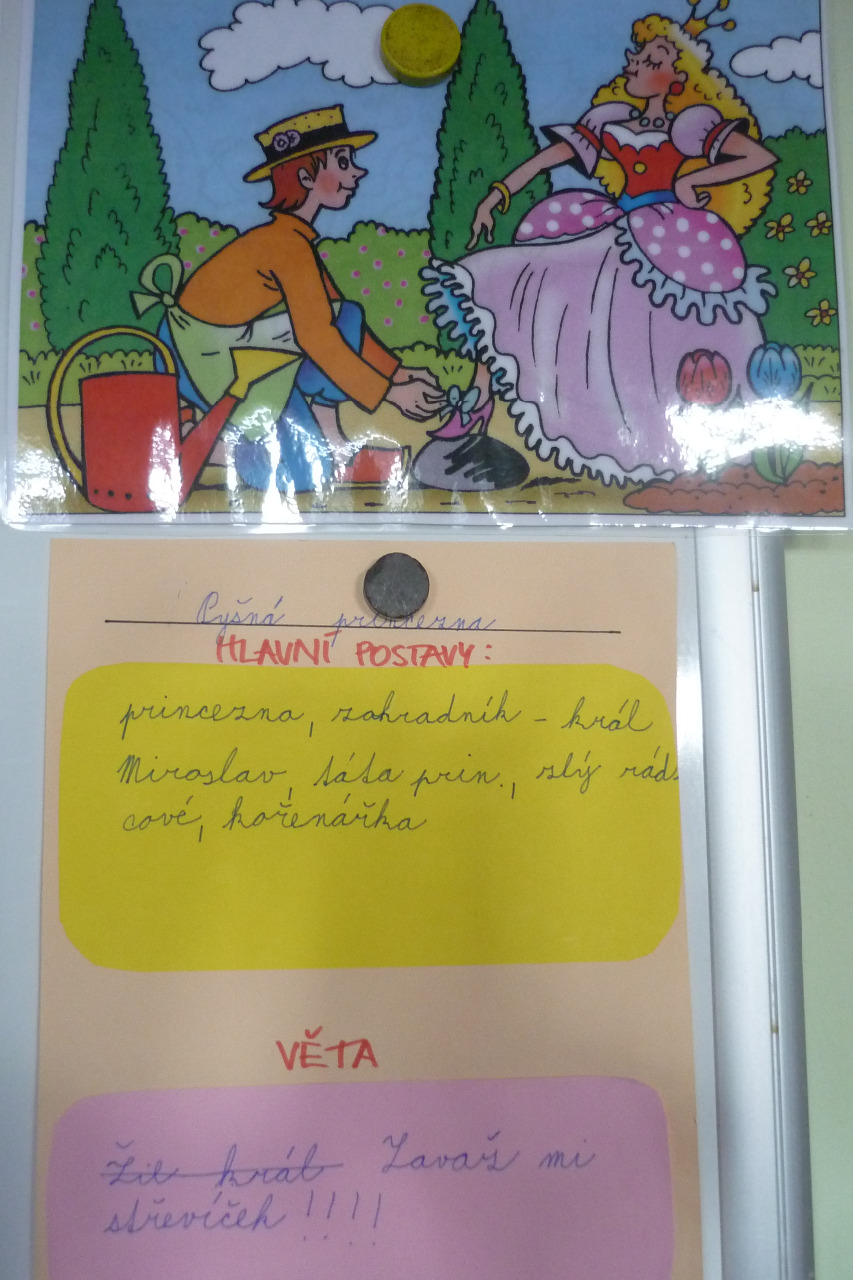 Pyšná princezna
HLAVNÍ POSTAVY:
princezna, zahradník - král
Miroslav, táta prin., zlý rád
cové, kořenářka
VĚTA
Žil král Zavaž mi
střevíček !!!!